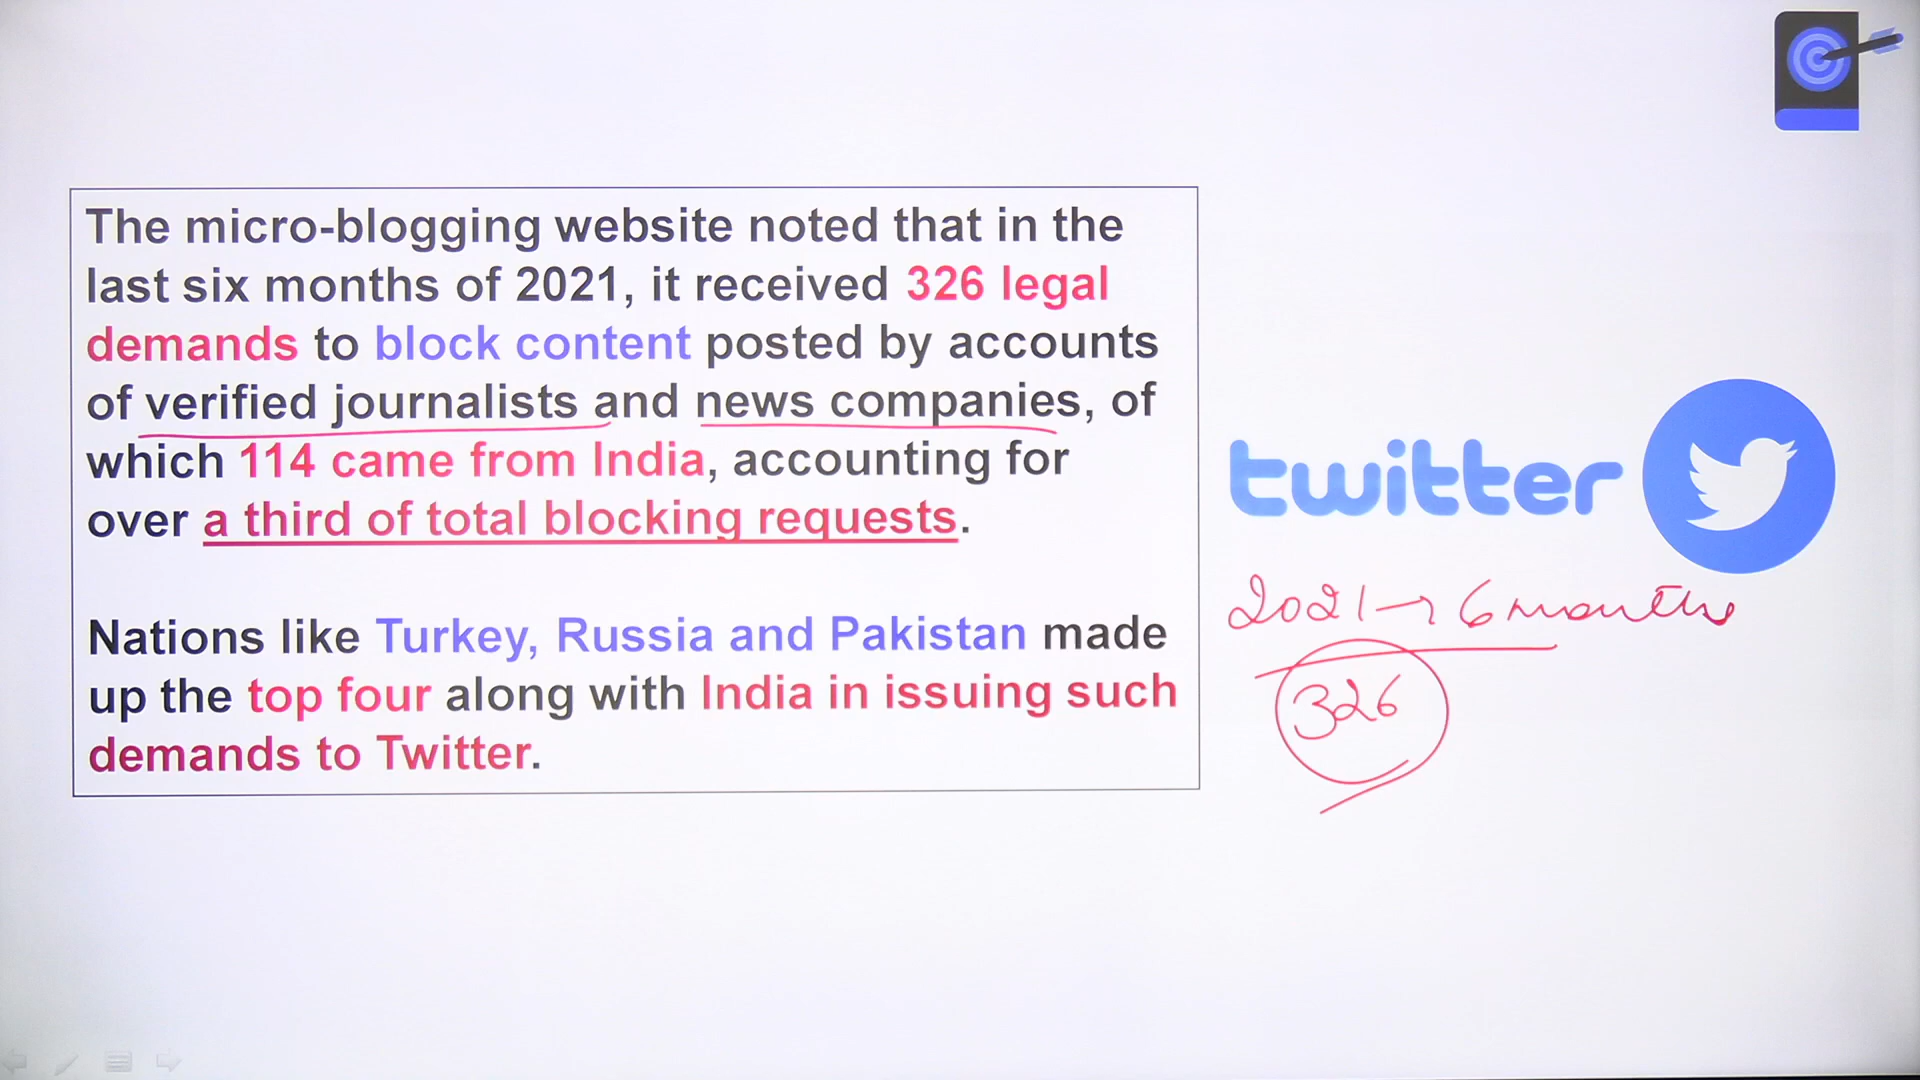 The micro-blogging website noted that in the
last six months of 2021, it received 326 legal
demands to block content posted by accounts
of verified journalists and news companies, of
which 114 came from India, accounting for
over a third of total blocking requests.
Nations like Turkey, Russia and Pakistan made
up the top four along with India in issuing such
demands to Twitter.
twitter
2021→ 6 months
326